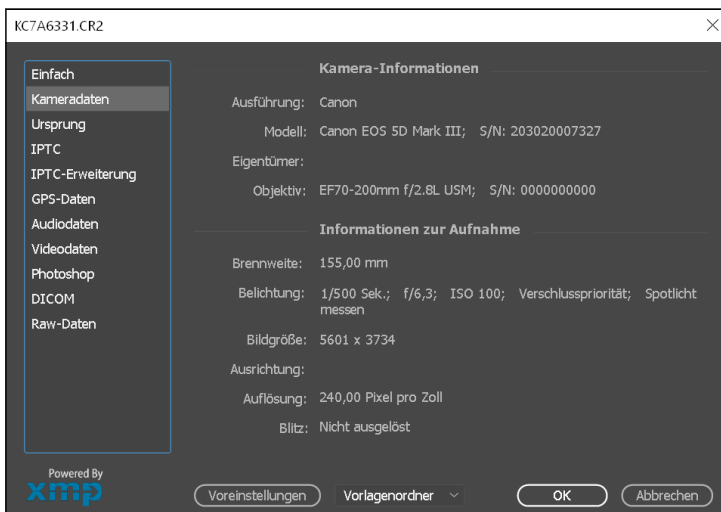 KC7A6331.CR2
Einfach
Kameradaten
Ursprung
IPTC
IPTC-Erweiterung
GPS-Daten
Audiodaten
Videodaten
Photoshop
DICOM
Raw-Daten
Kamera-Informationen
Ausführung: Canon
Modell: Canon EOS 5D Mark III; S/N: 203020007327
Eigentümer:
Objektiv: EF70-200mm f/2.8L USM; S/N: 0000000000
Informationen zur Aufnahme
Brennweite: 155,00 mm
Belichtung: 1/500 Sek.; f/6,3; ISO 100; Verschlusspriorität; Spotlicht
messen
Bildgröße: 5601 x 3734
Ausrichtung:
Auflösung: 240,00 Pixel pro Zoll
Blitz: Nicht ausgelöst
Powered By
xmp
Voreinstellungen Vorlagenordner OK Abbrechen